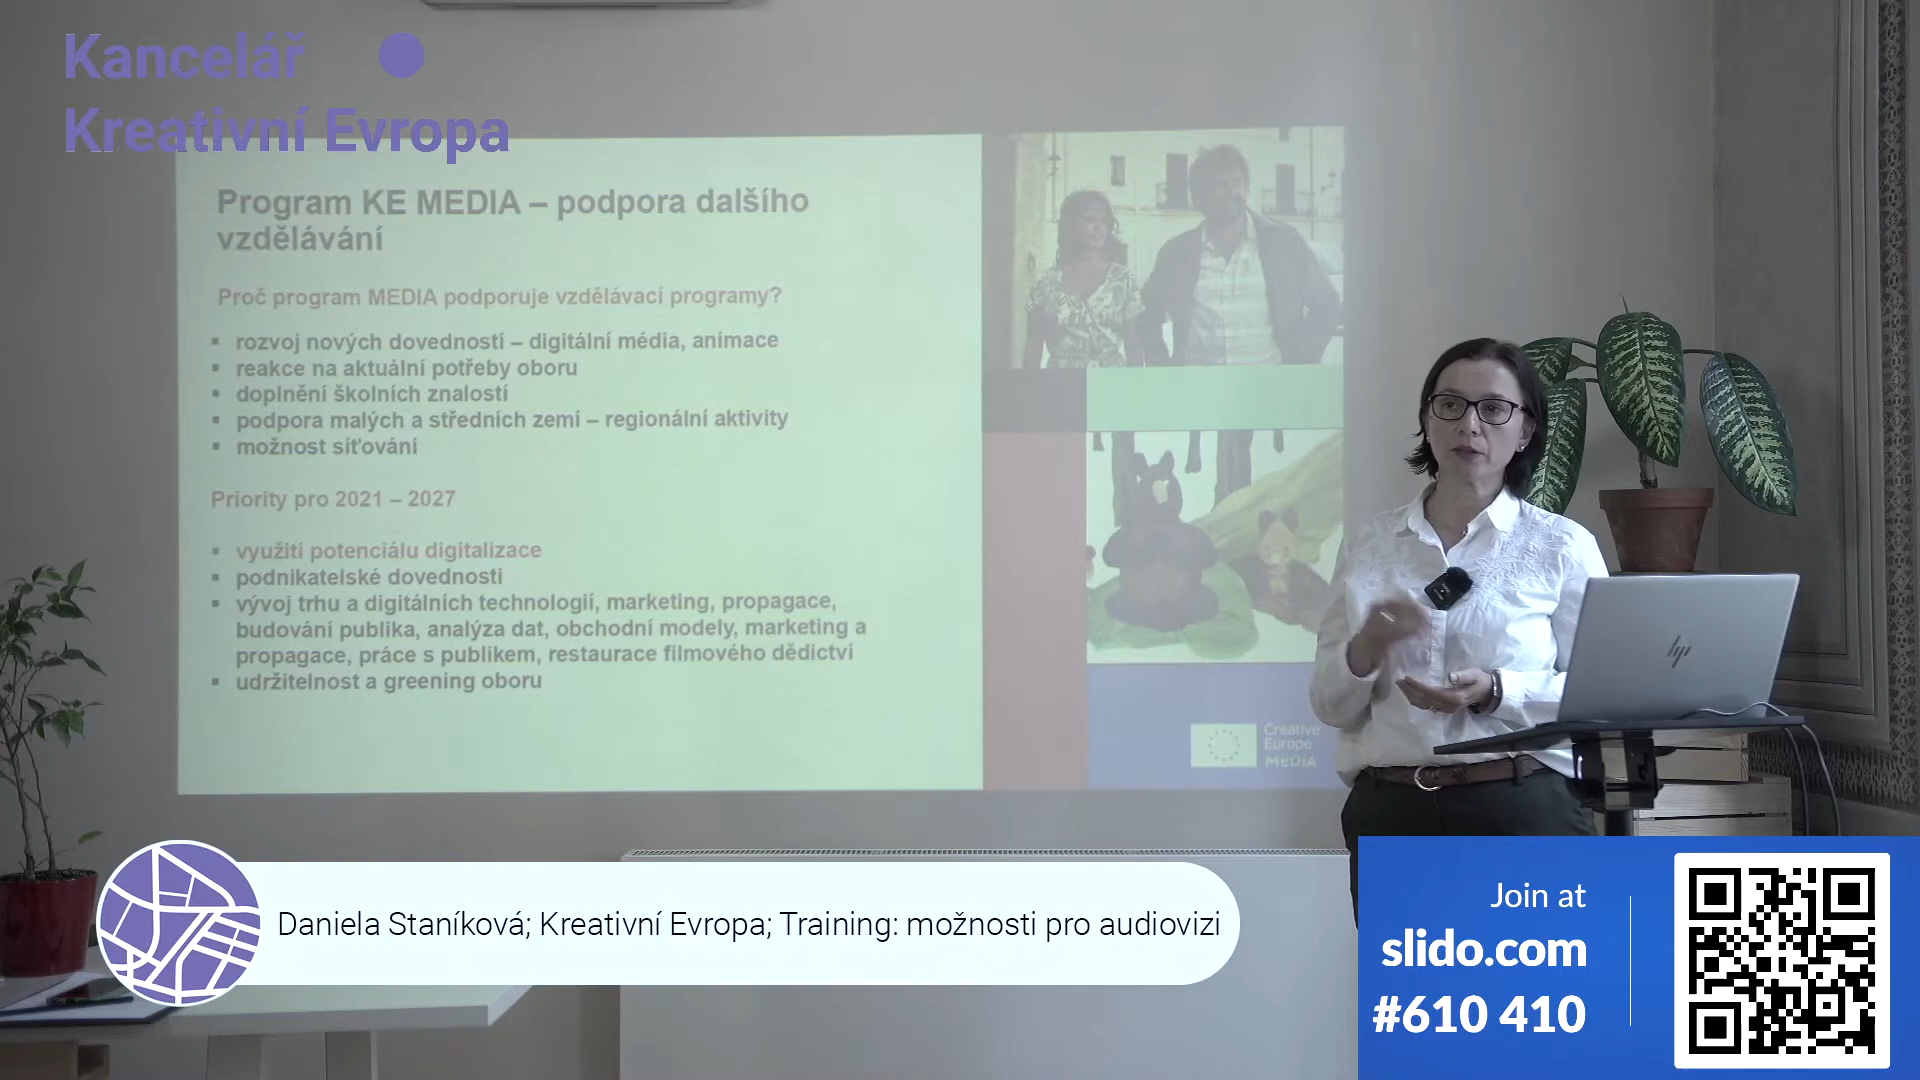 Kancelář
Kreativní Evropa
Program KE MEDIA – podpora dalšího
vzdělávání
Proč program MEDIA podporuje vzdělávací programy?
▪ rozvoj nových dovedností – digitální média, animace
▪ reakce na aktuální potřeby oboru
▪ doplnění školních znalostí
▪ podpora malých a středních zemí – regionální aktivity
▪ možnost síťování
Priority pro 2021 – 2027
▪ využití potenciálu digitalizace
▪ podnikatelské dovednosti
▪ vývoj trhu a digitálních technologií, marketing, propagace,
budování publika, analýza dat, obchodní modely, marketing a
propagace, práce s publikem, restaurace filmového dědictví
▪ udržitelnost a greening oboru
Creative
Europe
MEDIA
hp
Daniela Staníková; Kreativní Evropa; Training: možnosti pro audiovizi
Join at
slido.com
#610 410